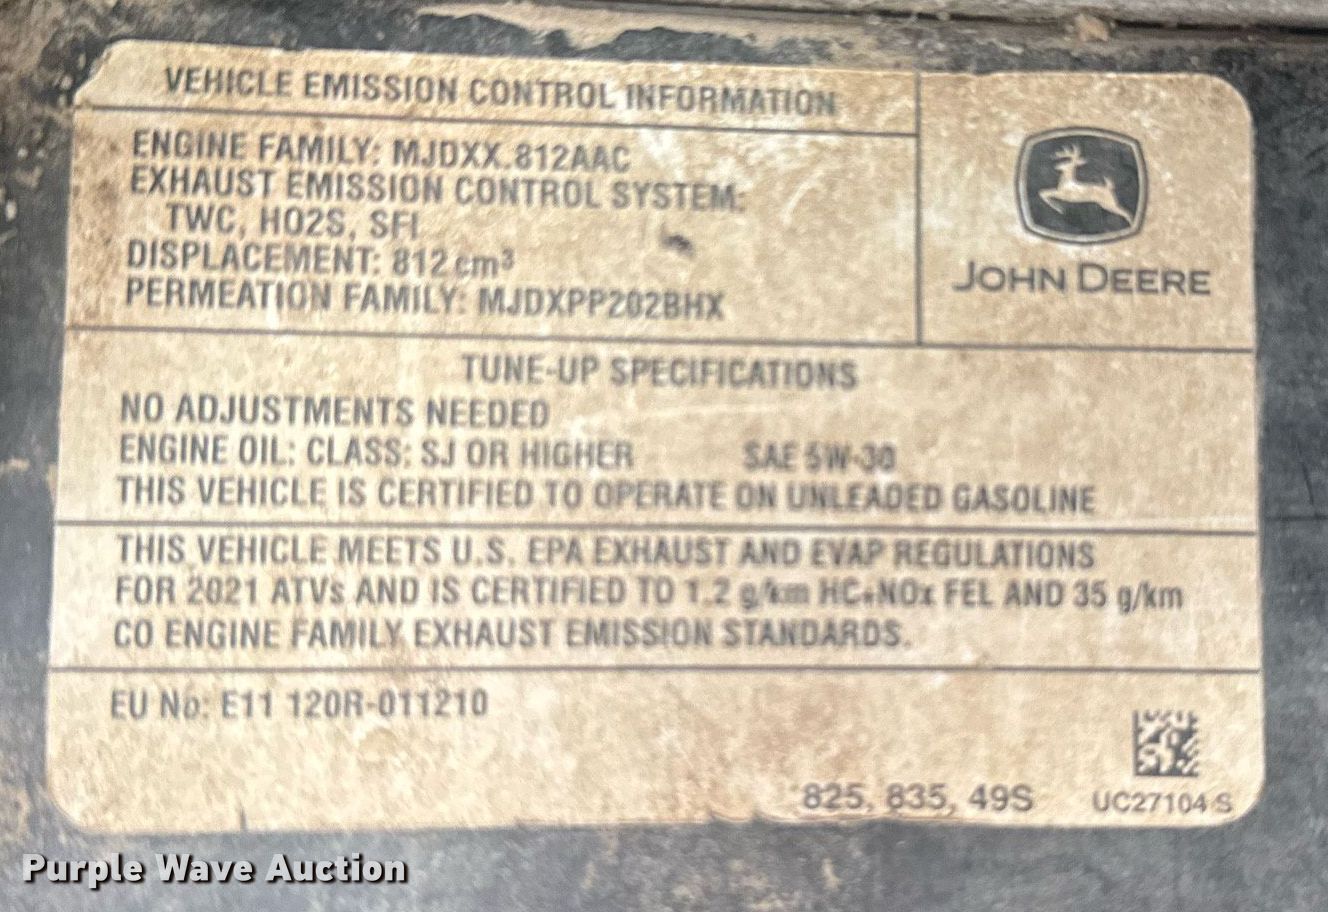 VEHICLE EMISSION CONTROL INFORMATION
ENGINE FAMILY: MJDXX.812AAC
EXHAUST EMISSION CONTROL SYSTEM:
TWC, HO2S, SFI
DISPLACEMENT: 812 cm³
PERMEATION FAMILY: MJDXPP202BHX
JOHN DEERE
TUNE-UP SPECIFICATIONS
NO ADJUSTMENTS NEEDED
ENGINE OIL: CLASS: SJ OR HIGHER SAE 5W-30
THIS VEHICLE IS CERTIFIED TO OPERATE ON UNLEADED GASOLINE
THIS VEHICLE MEETS U.S. EPA EXHAUST AND EVAP REGULATIONS
FOR 2021 ATVs AND IS CERTIFIED TO 1.2 g/km HC+NOx FEL AND 35 g/km
CO ENGINE FAMILY EXHAUST EMISSION STANDARDS.
EU No: E11 120R-011210
825, 835, 49S
UC27104 S
Purple Wave Auction